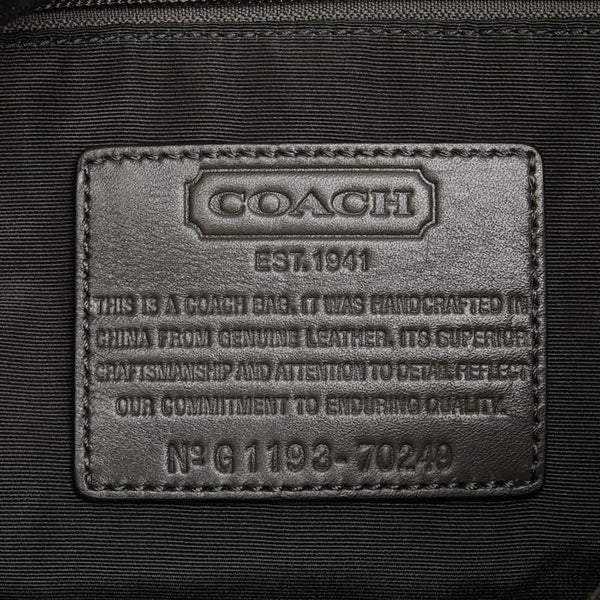 COACH
EST. 1941
THIS IS A COACH BAG. IT WAS HANDCRAFTED IN
CHINA FROM GENUINE LEATHER. ITS SUPERIOR
CRAFTSMANSHIP AND ATTENTION TO DETAIL REFLECT
OUR COMMITMENT TO ENDURING QUALITY.
Nº G1193-70249